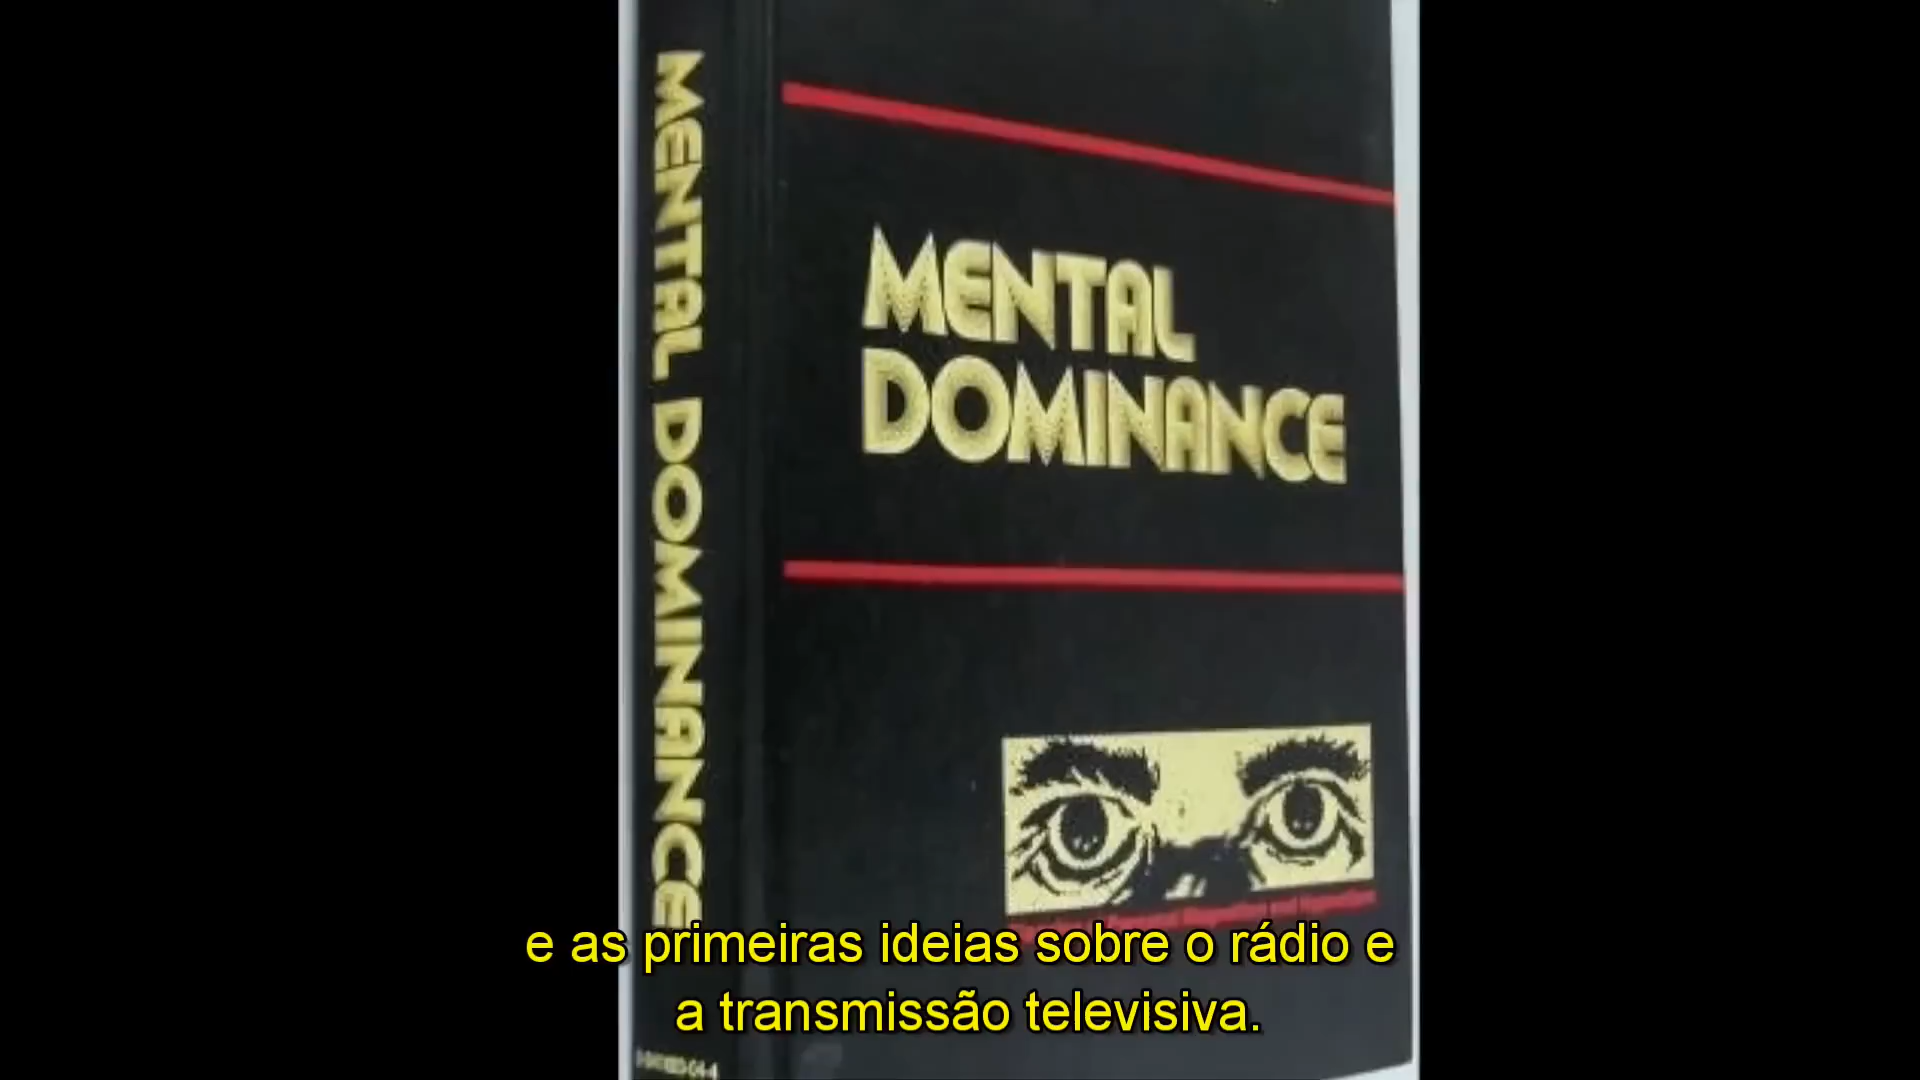 MENTAL DOMINANCE
MENTAL
DOMINANCE
e as primeiras ideias sobre o rádio e
a transmissão televisiva.